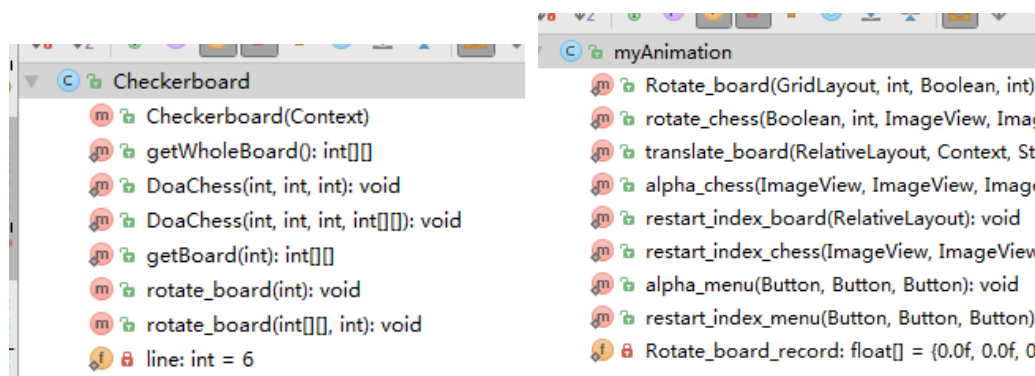 Checkerboard
Checkerboard(Context)
getWholeBoard(): int[][]
DoaChess(int, int, int): void
DoaChess(int, int, int, int[][]): void
getBoard(int): int[][]
rotate_board(int): void
rotate_board(int[][], int): void
line: int = 6
myAnimation
Rotate_board(GridLayout, int, Boolean, int)
rotate_chess(Boolean, int, ImageView, Imag
translate_board(RelativeLayout, Context, St
alpha_chess(ImageView, ImageView, Image
restart_index_board(RelativeLayout): void
restart_index_chess(ImageView, ImageView
alpha_menu(Button, Button, Button): void
restart_index_menu(Button, Button, Button)
Rotate_board_record: float[] = {0.0f, 0.0f, 0